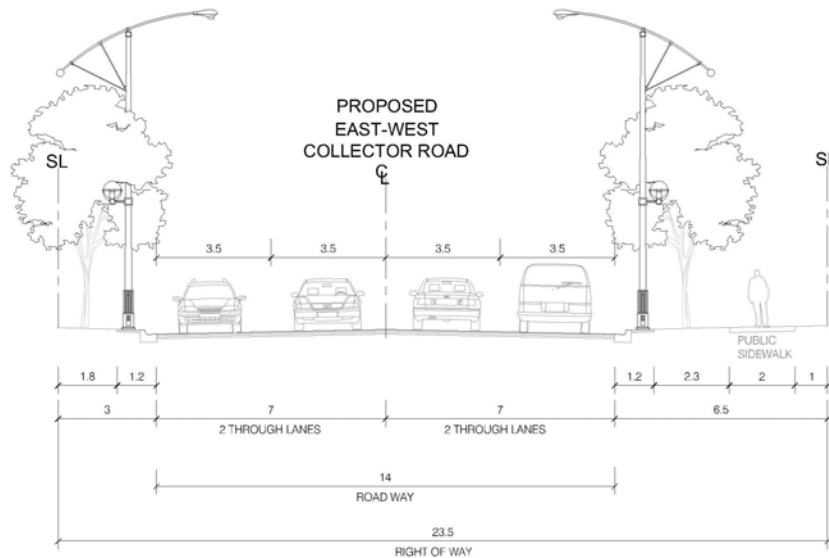 PROPOSED
EAST-WEST
COLLECTOR ROAD
℄
SL
S
3.5 3.5 3.5 3.5
PUBLIC
SIDEWALK
1.8 1.2 1.2 2.3 2 1
3 7 7 6.5
2 THROUGH LANES 2 THROUGH LANES
14
ROAD WAY
23.5
RIGHT OF WAY